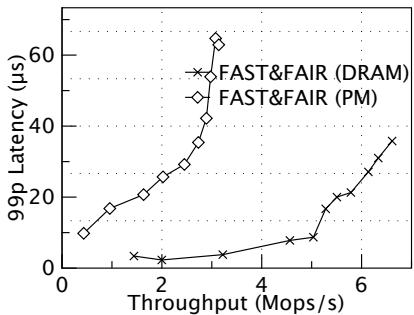 99p Latency (µs)
60
40
20
0
FAST&FAIR (DRAM)
FAST&FAIR (PM)
0 2 4 6
Throughput (Mops/s)